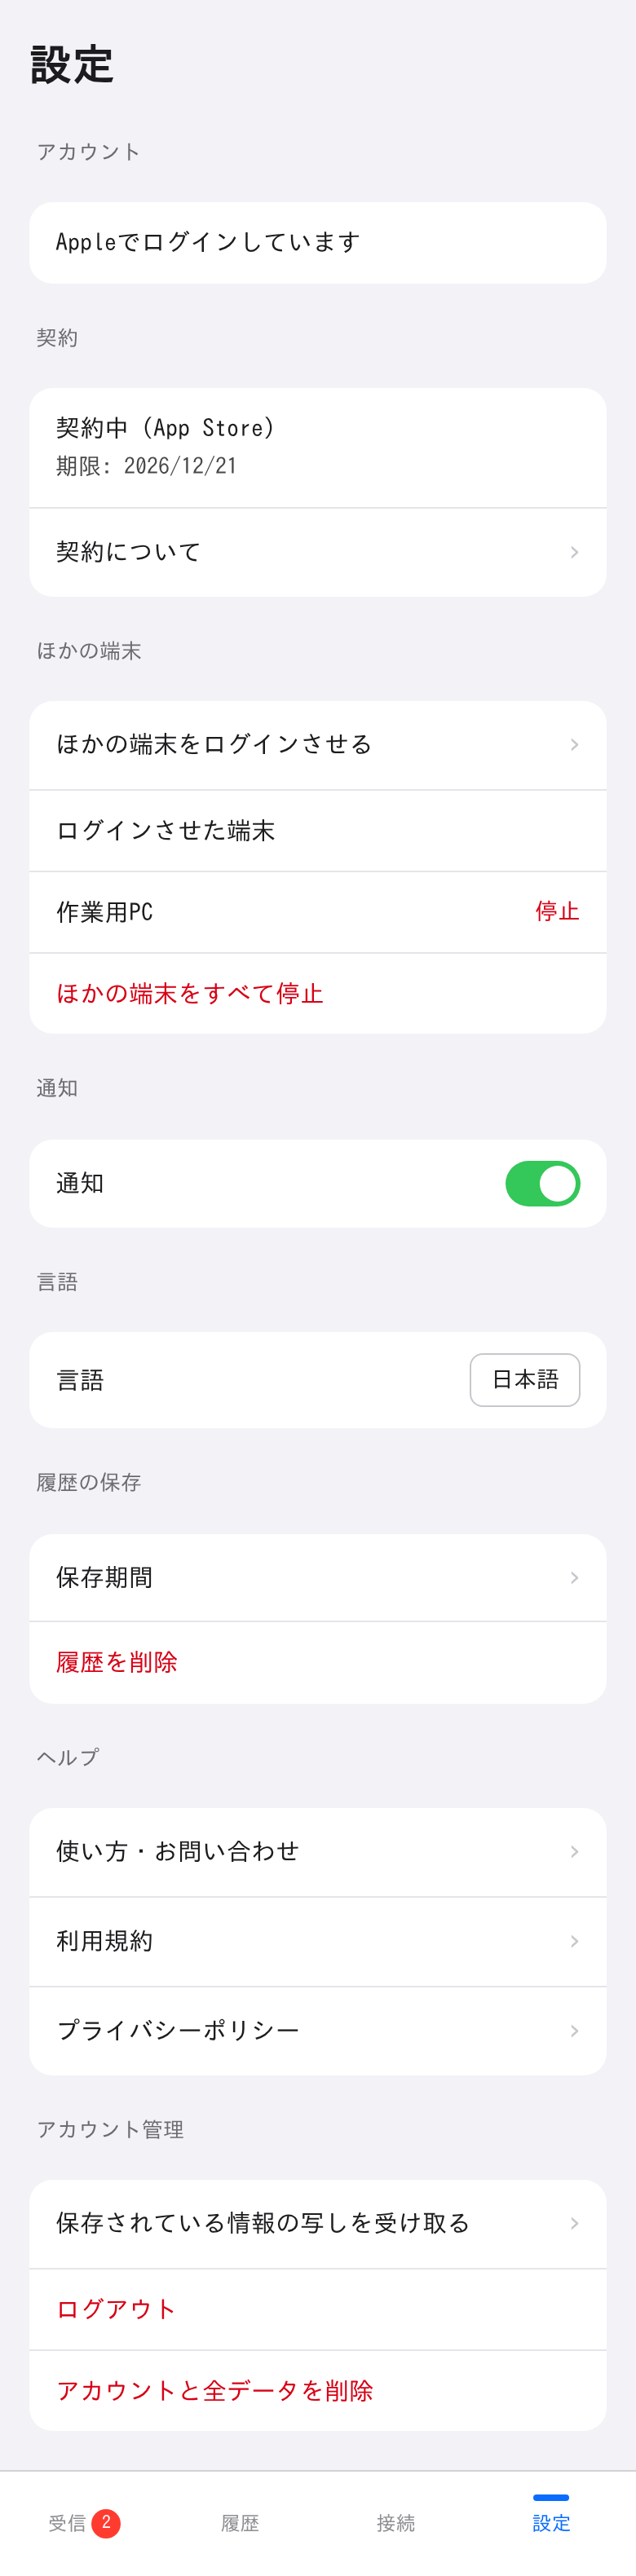 設定
アカウント
Appleでログインしています
契約
契約中 (App Store)
期限: 2026/12/21
契約について
ほかの端末
ほかの端末をログインさせる
ログインさせた端末
作業用PC 停止
ほかの端末をすべて停止
通知
通知
言語
言語 日本語
履歴の保存
保存期間
履歴を削除
ヘルプ
使い方・お問い合わせ
利用規約
プライバシーポリシー
アカウント管理
保存されている情報の写しを受け取る
ログアウト
アカウントと全データを削除
受信 2 履歴 接続 設定